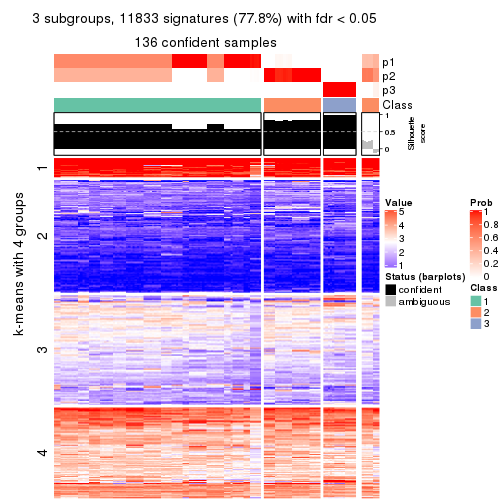 3 subgroups, 11833 signatures (77.8%) with fdr < 0.05
136 confident samples
p1
p2
p3
Class
1
0.5
0
Silhouette
score
k-means with 4 groups
1
2
3
4
Value
5
4
3
2
1
Status (barplots)
confident
ambiguous
Prob
1
0.8
0.6
0.4
0.2
0
Class
1
2
3